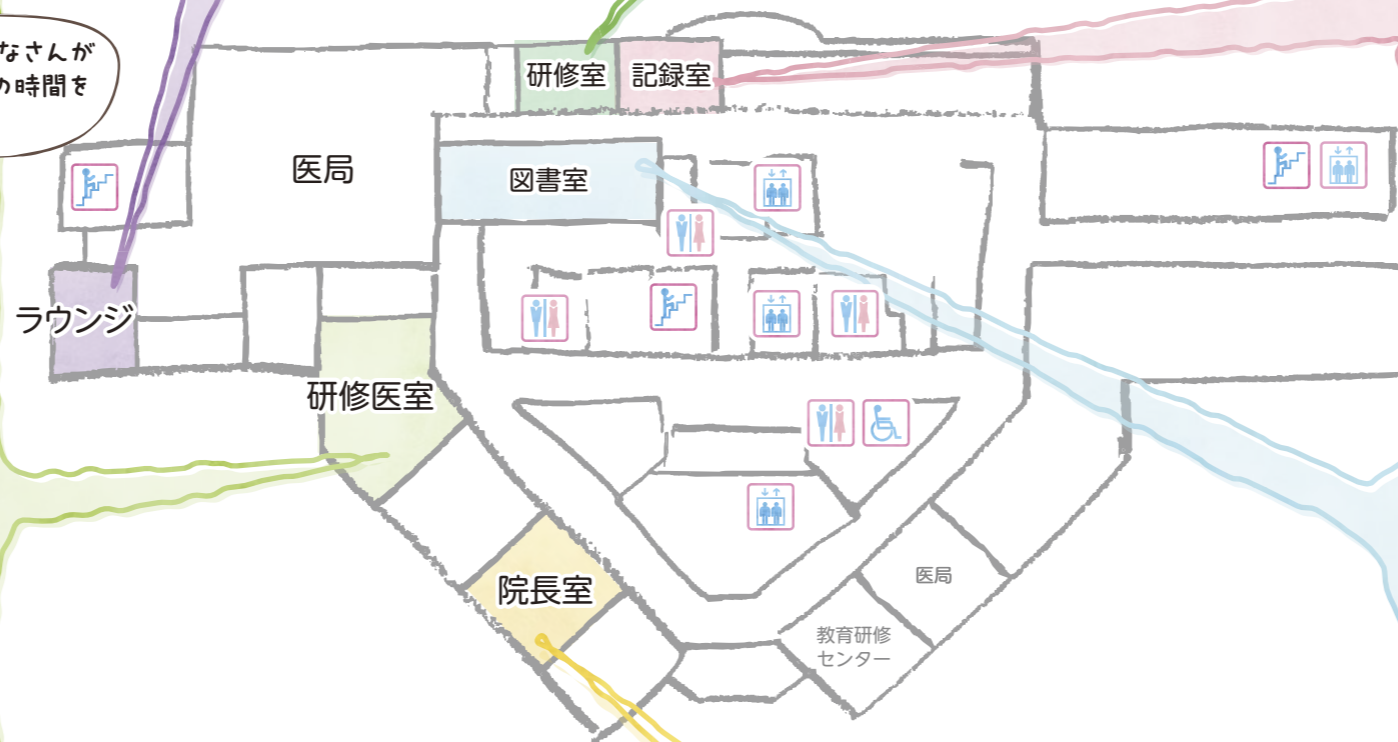 なさんが
の時間を
研修室
記録室
医局
図書室
ラウンジ
研修医室
院長室
医局
教育研修
センター